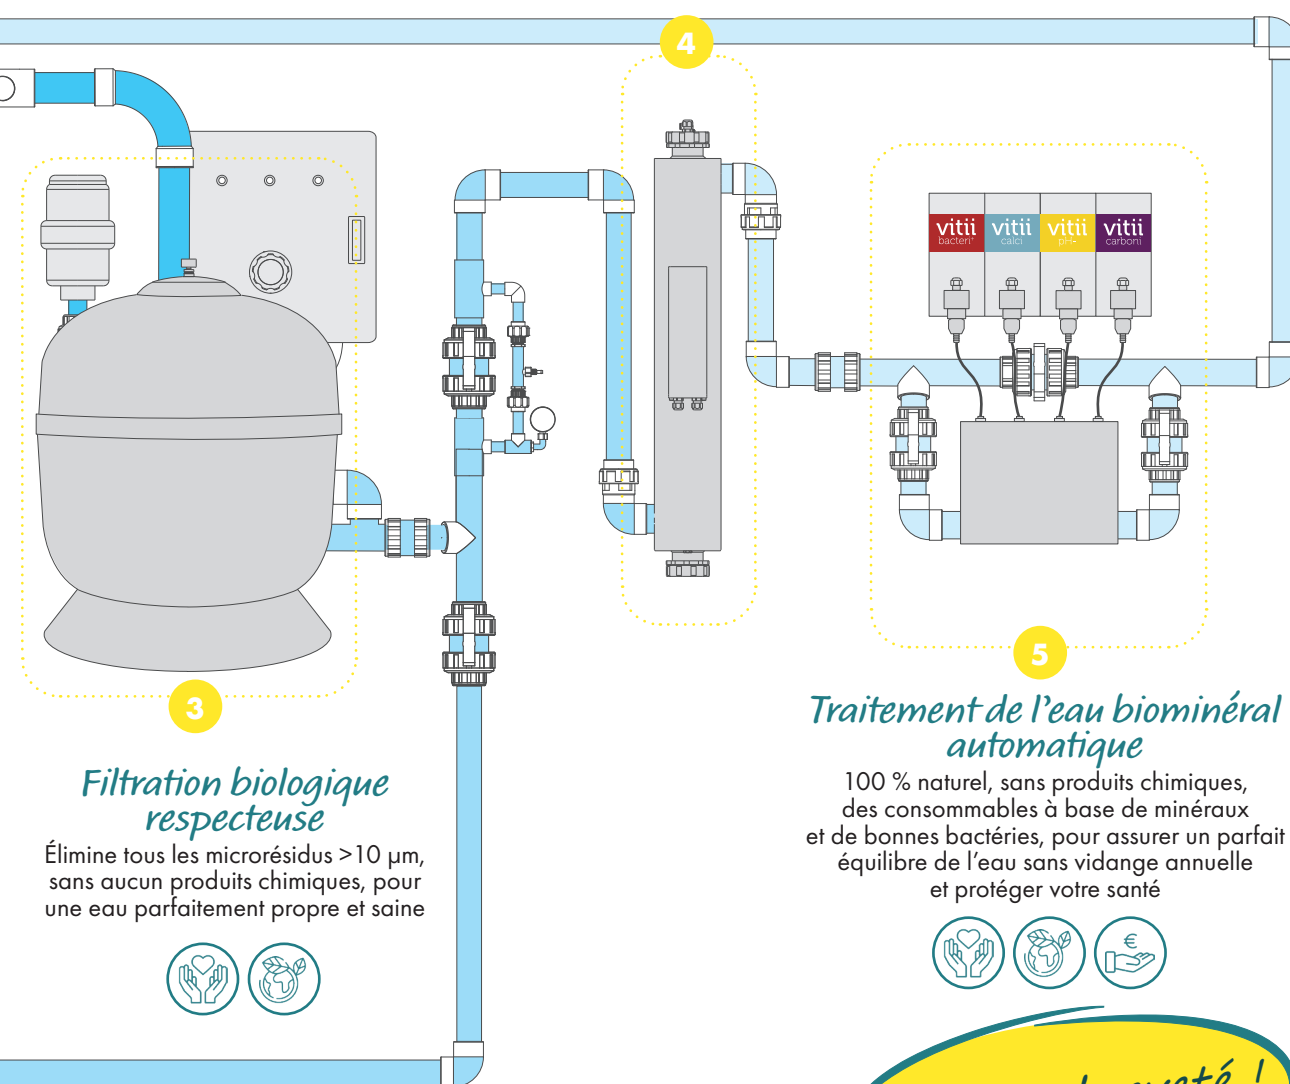 4
vitii
bacteri+
vitii
calci
vitii
pH-
vitii
carboni
3
5
Filtration biologique
respecteuse
Élimine tous les microrésidus >10 µm,
sans aucun produits chimiques, pour
une eau parfaitement propre et saine
Traitement de l'eau biominéral
automatique
100 % naturel, sans produits chimiques,
des consommables à base de minéraux
et de bonnes bactéries, pour assurer un parfait
équilibre de l'eau sans vidange annuelle
et protéger votre santé
€